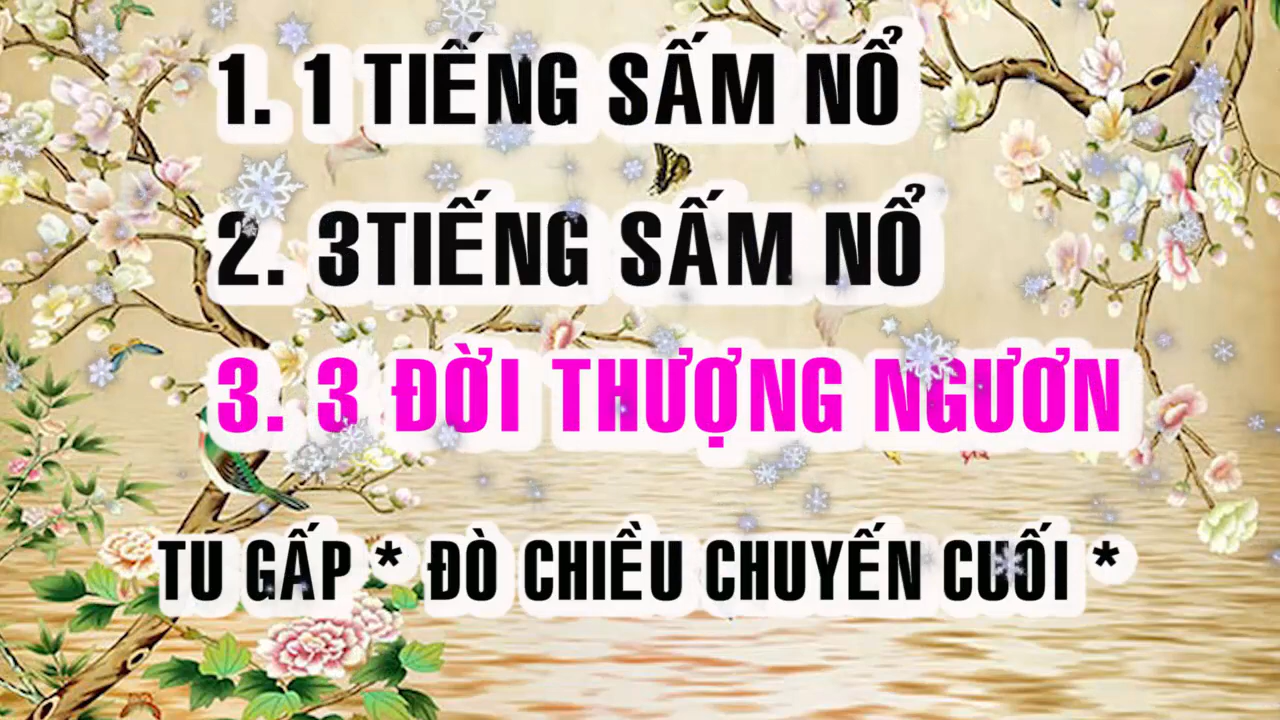 1. 1 TIẾNG SẤM NỔ
2. 3TIẾNG SẤM NỔ
3. 3 ĐỜI THƯỢNG NGƯƠN
TU GẤP * ĐÒ CHIỀU CHUYẾN CUỐI *